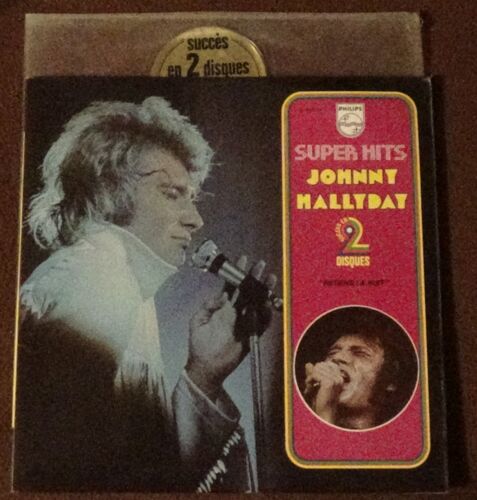 succès
en 2 disques
PHILIPS
SUPER HITS
JOHNNY
HALLYDAY
2
DISQUES
"RETIENS LA NUIT"